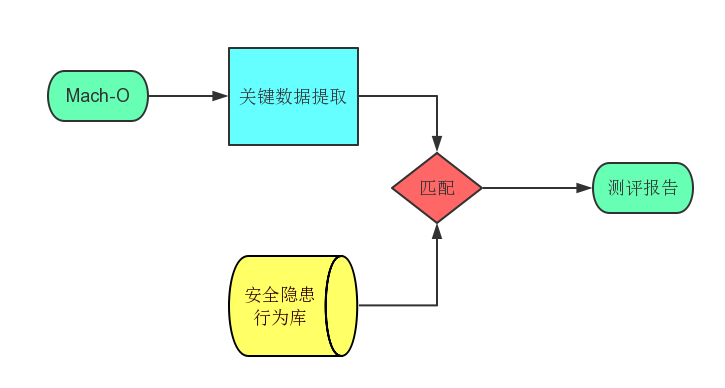 Mach-O
关键数据提取
匹配
测评报告
安全隐患
行为库